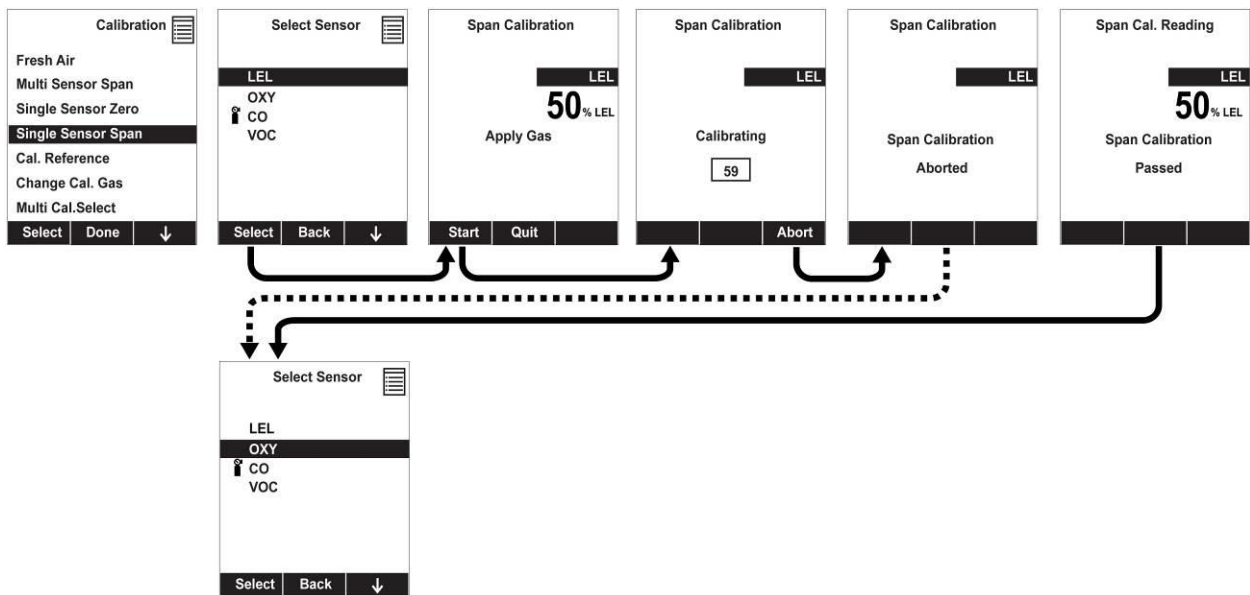 Calibration
Fresh Air
Multi Sensor Span
Single Sensor Zero
Single Sensor Span
Cal. Reference
Change Cal. Gas
Multi Cal.Select
Select Done ↓
Select Sensor
LEL
OXY
CO
VOC
Select Back ↓
Span Calibration
LEL
50 % LEL
Apply Gas
Start Quit
Span Calibration
LEL
Calibrating
59
Abort
Span Calibration
LEL
Span Calibration
Aborted
Span Cal. Reading
LEL
50 % LEL
Span Calibration
Passed
Select Sensor
LEL
OXY
CO
VOC
Select Back ↓